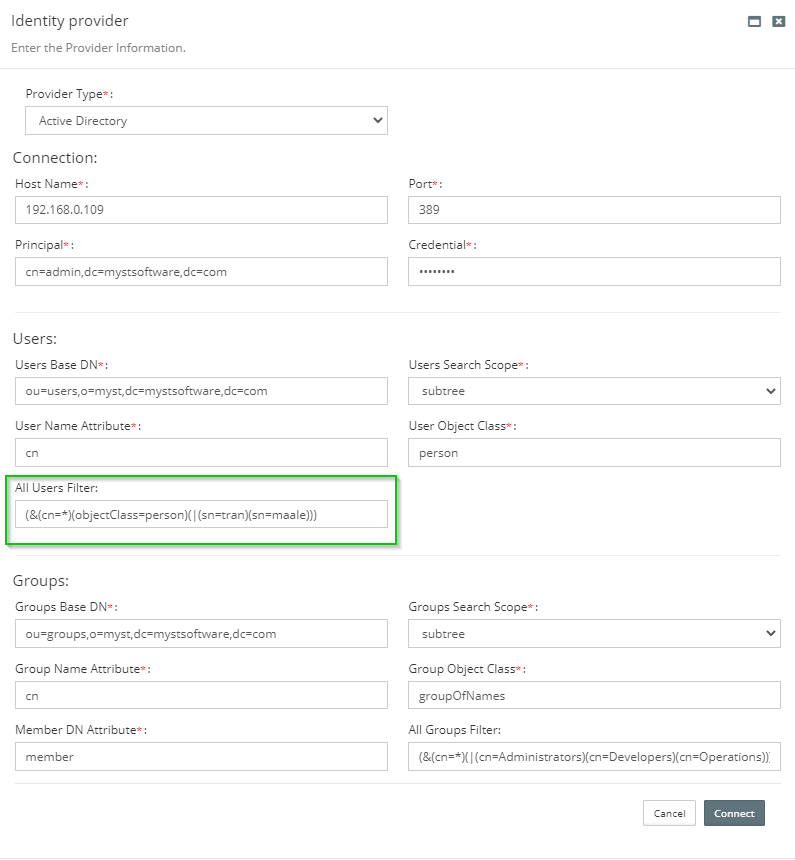 Identity provider
Enter the Provider Information.
Provider Type*:
Active Directory
Connection:
Host Name*: Port*:
192.168.0.109 389
Principal*: Credential*:
cn=admin,dc=mystsoftware,dc=com ••••••••
Users:
Users Base DN*: Users Search Scope*:
ou=users,o=myst,dc=mystsoftware,dc=com subtree
User Name Attribute*: User Object Class*:
cn person
All Users Filter:
(&(cn=*)(objectClass=person)(|(sn=tran)(sn=maale)))
Groups:
Groups Base DN*: Groups Search Scope*:
ou=groups,o=myst,dc=mystsoftware,dc=com subtree
Group Name Attribute*: Group Object Class*:
cn groupOfNames
Member DN Attribute*: All Groups Filter:
member (&(cn=*)(|(cn=Administrators)(cn=Developers)(cn=Operations))
Cancel Connect